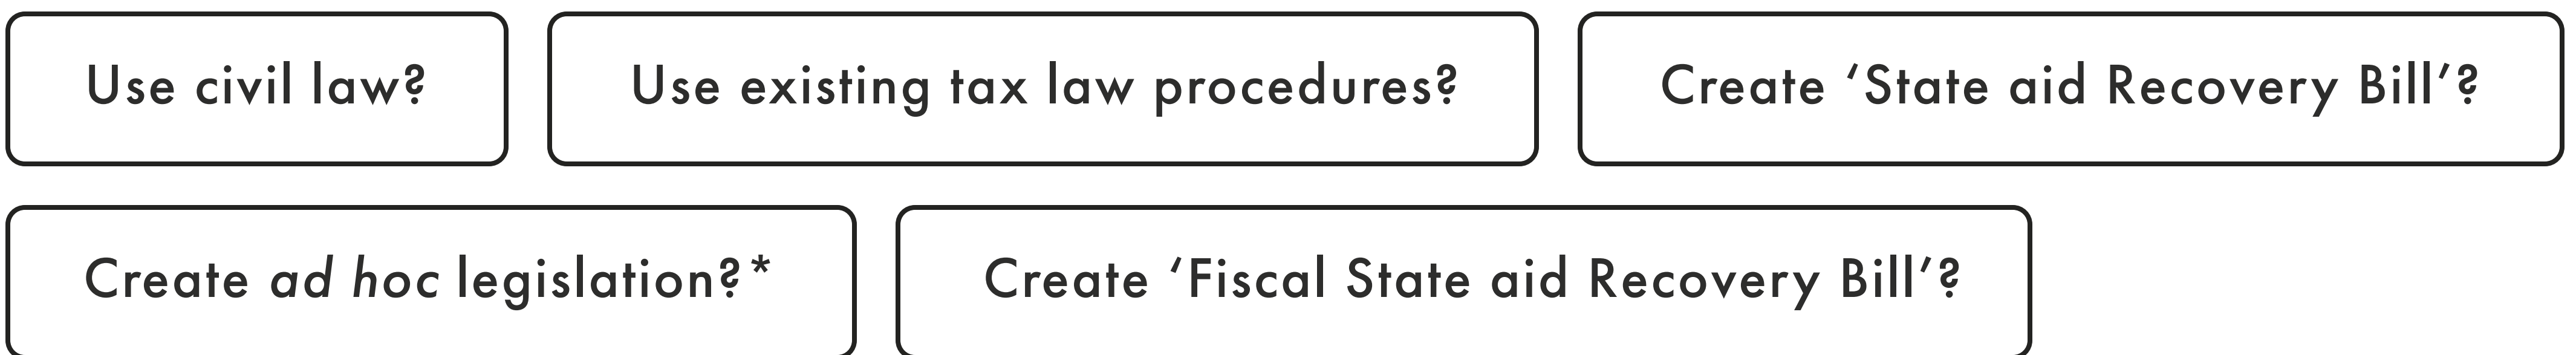 Use civil law?
Use existing tax law procedures?
Create ‘State aid Recovery Bill’?
Create ad hoc legislation?*
Create ‘Fiscal State aid Recovery Bill’?